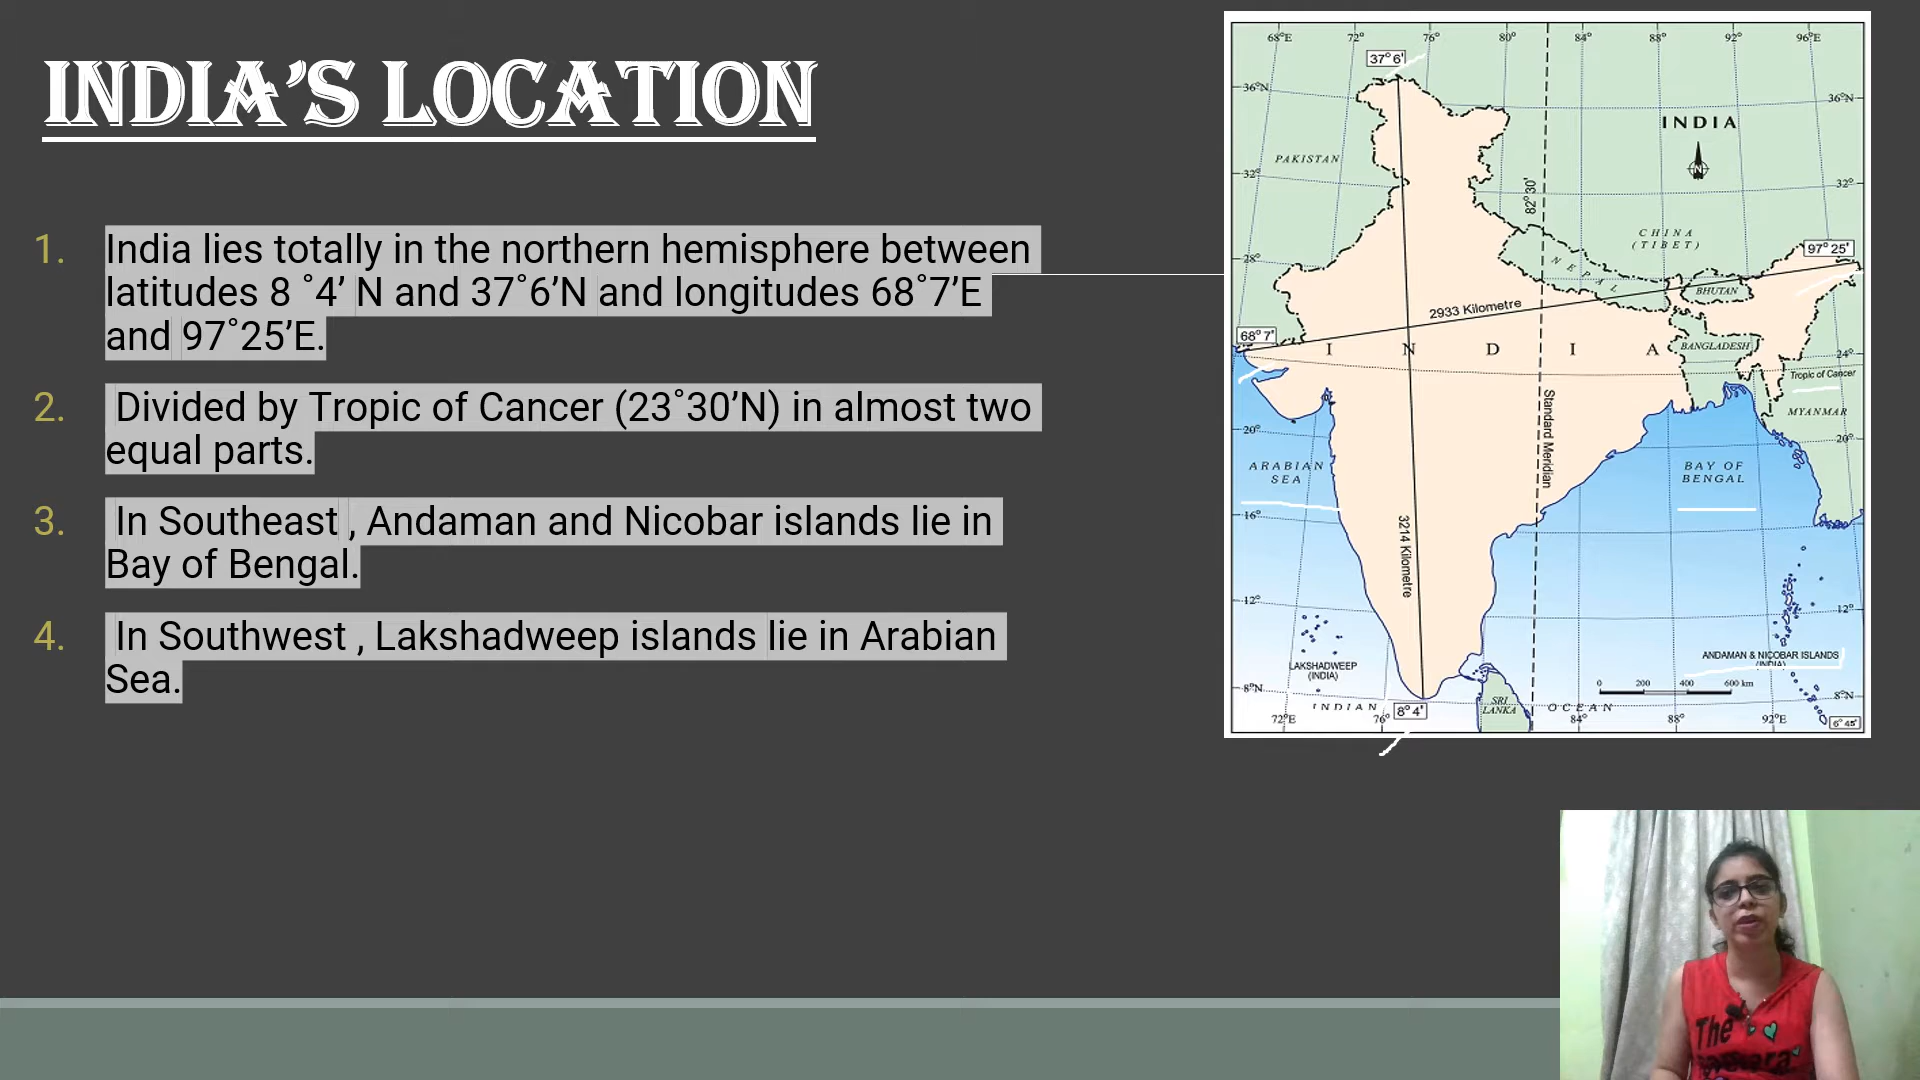 INDIA’S LOCATION
1. India lies totally in the northern hemisphere between
latitudes 8 ˚4’ N and 37˚6’N and longitudes 68˚7’E
and 97˚25’E.
2. Divided by Tropic of Cancer (23˚30’N) in almost two
equal parts.
3. In Southeast , Andaman and Nicobar islands lie in
Bay of Bengal.
4. In Southwest , Lakshadweep islands lie in Arabian
Sea.
68°E 72° 76° 80° 84° 88° 92° 96°E
37° 6'
36°N 36°N
INDIA
PAKISTAN
N
32° 32°
82° 30'
CHINA
(TIBET)
97° 25'
28°
NEPAL
BHUTAN
2933 Kilometre
68° 7'
I N D I A
BANGLADESH
24°
Tropic of Cancer
MYANMAR
Standard Meridian
20° 20°
ARABIAN
SEA
BAY OF
BENGAL
16°
3214 Kilometre
12° 12°
LAKSHADWEEP
(INDIA)
ANDAMAN & NICOBAR ISLANDS
(INDIA)
0 200 400 600 km
8°N 8°N
SRI
LANKA
INDIAN OCEAN
8° 4'
6° 45'
72°E 76° 84° 88° 92°E
The